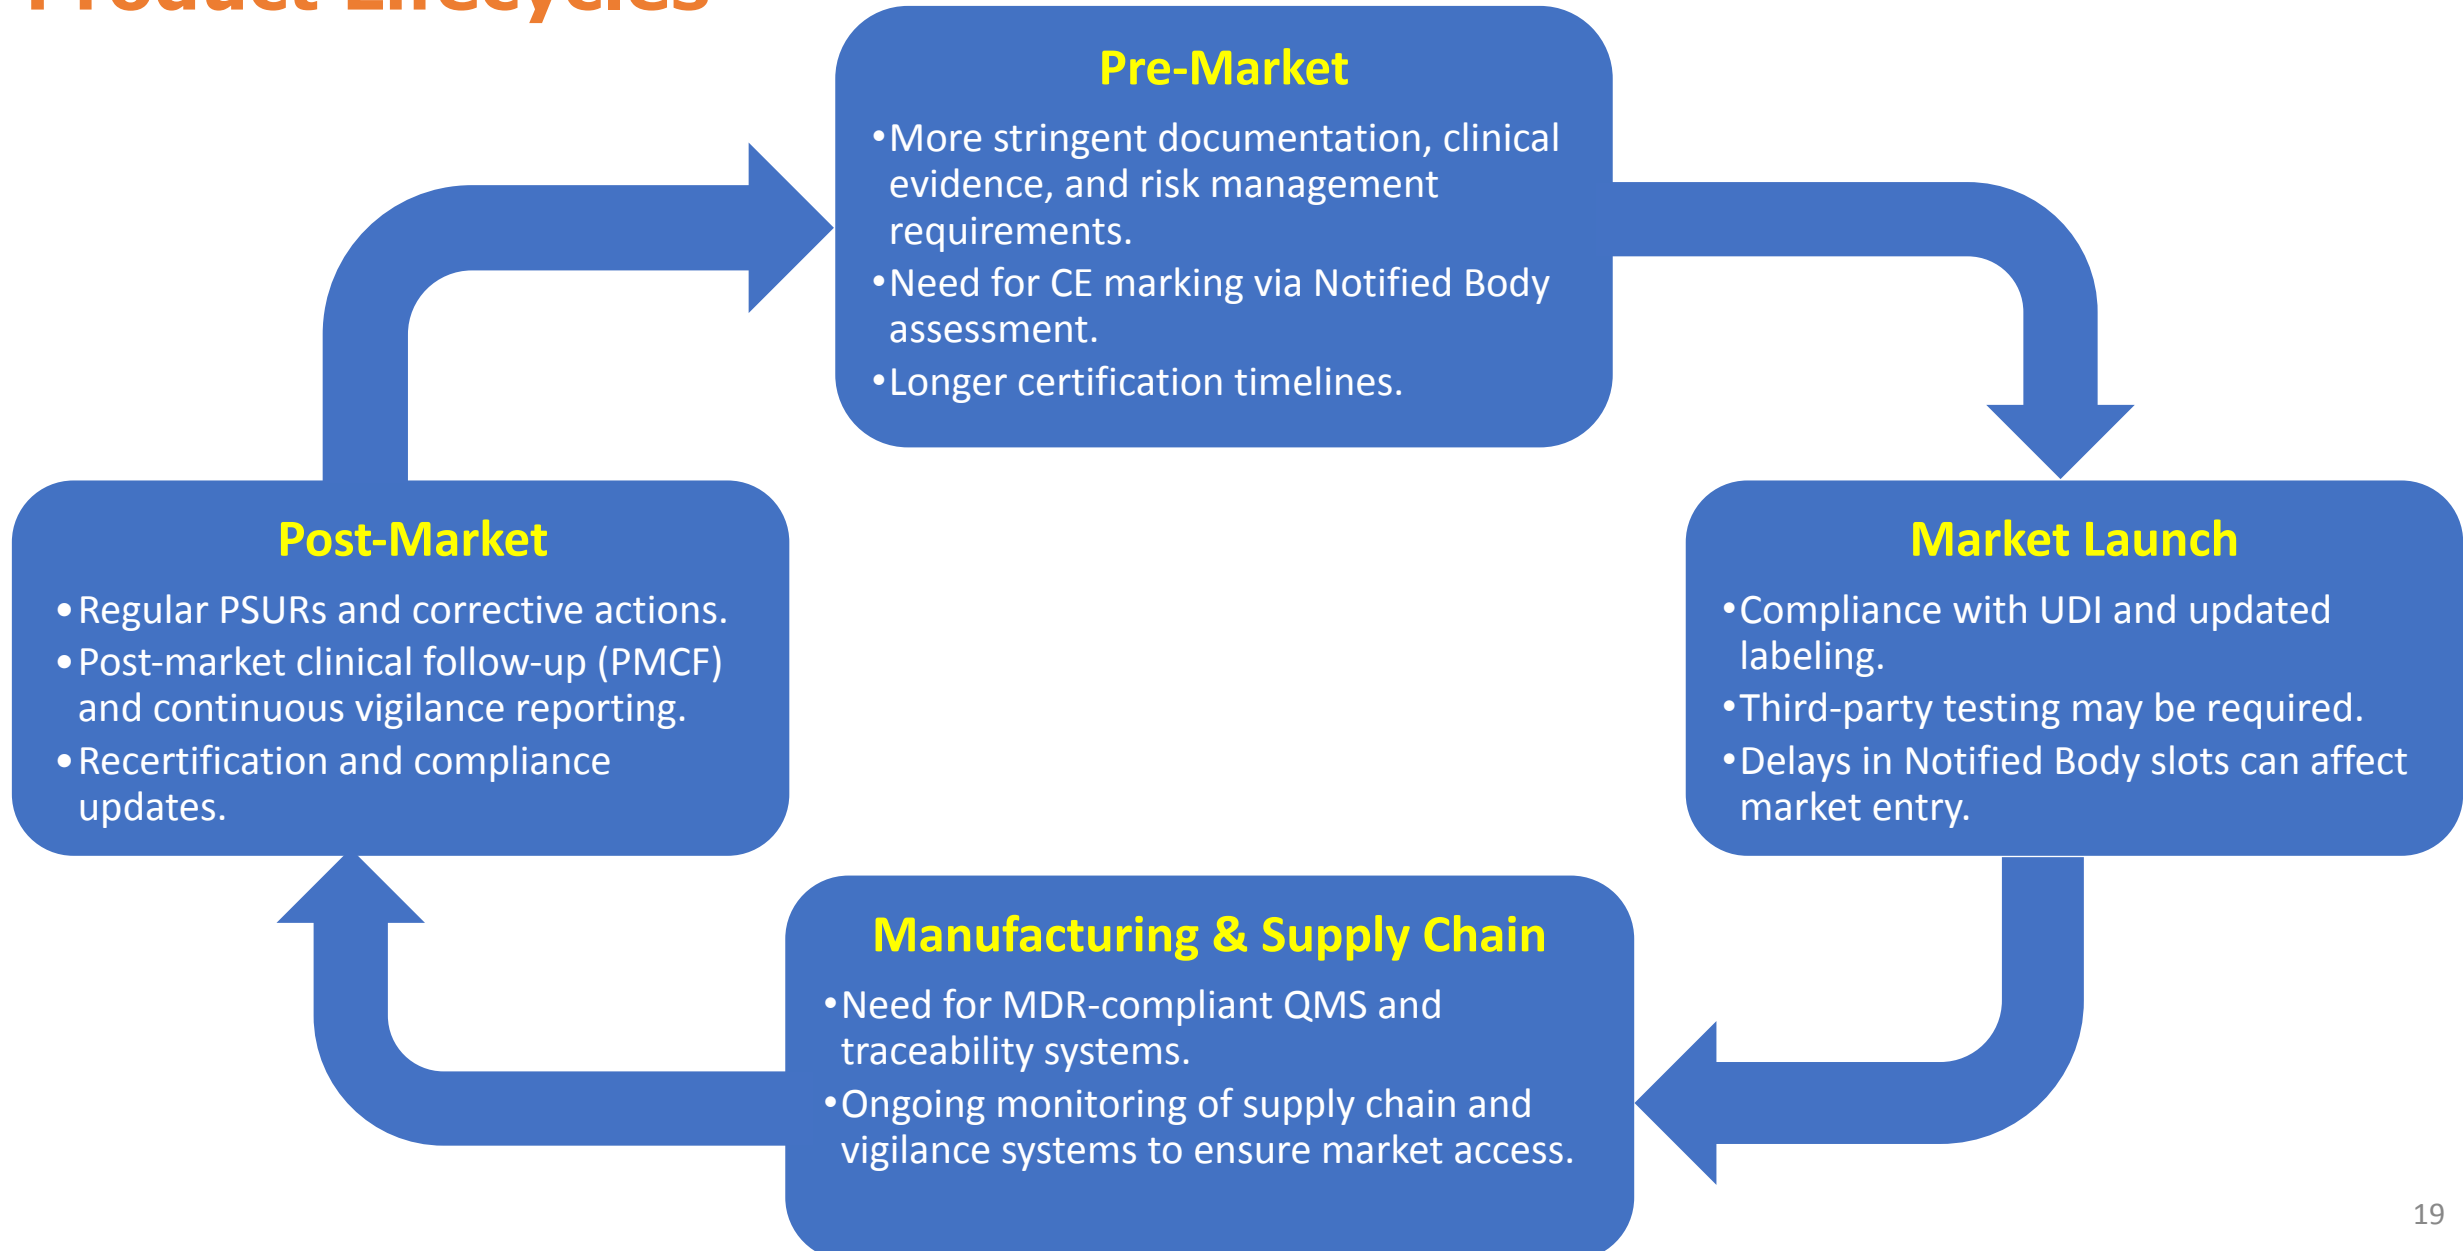 Product Lifecycles
Pre-Market
•More stringent documentation, clinical
evidence, and risk management
requirements.
•Need for CE marking via Notified Body
assessment.
•Longer certification timelines.
Market Launch
•Compliance with UDI and updated
labeling.
•Third-party testing may be required.
•Delays in Notified Body slots can affect
market entry.
Manufacturing & Supply Chain
•Need for MDR-compliant QMS and
traceability systems.
•Ongoing monitoring of supply chain and
vigilance systems to ensure market access.
Post-Market
•Regular PSURs and corrective actions.
•Post-market clinical follow-up (PMCF)
and continuous vigilance reporting.
•Recertification and compliance
updates.
19